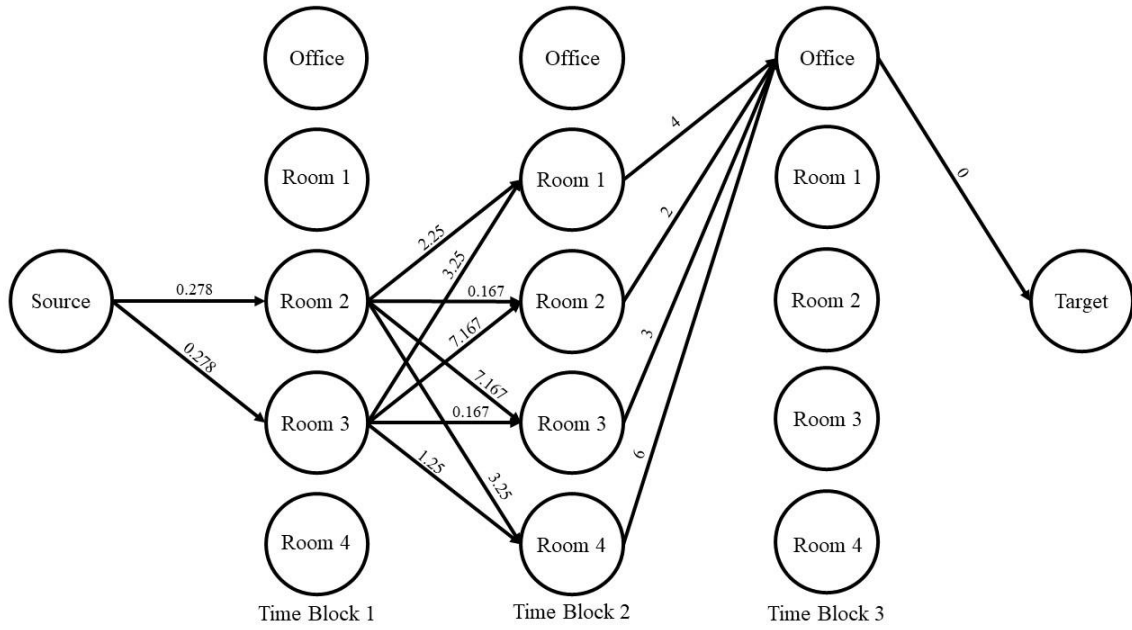 Office
Office
Office
Room 1
Room 1
Room 1
4
2.25
3.25
2
0
Source
0.278
Room 2
0.167
Room 2
Room 2
Target
0.278
7.167
7.167
3
Room 3
0.167
Room 3
Room 3
1.25
3.25
6
Room 4
Room 4
Room 4
Time Block 1
Time Block 2
Time Block 3